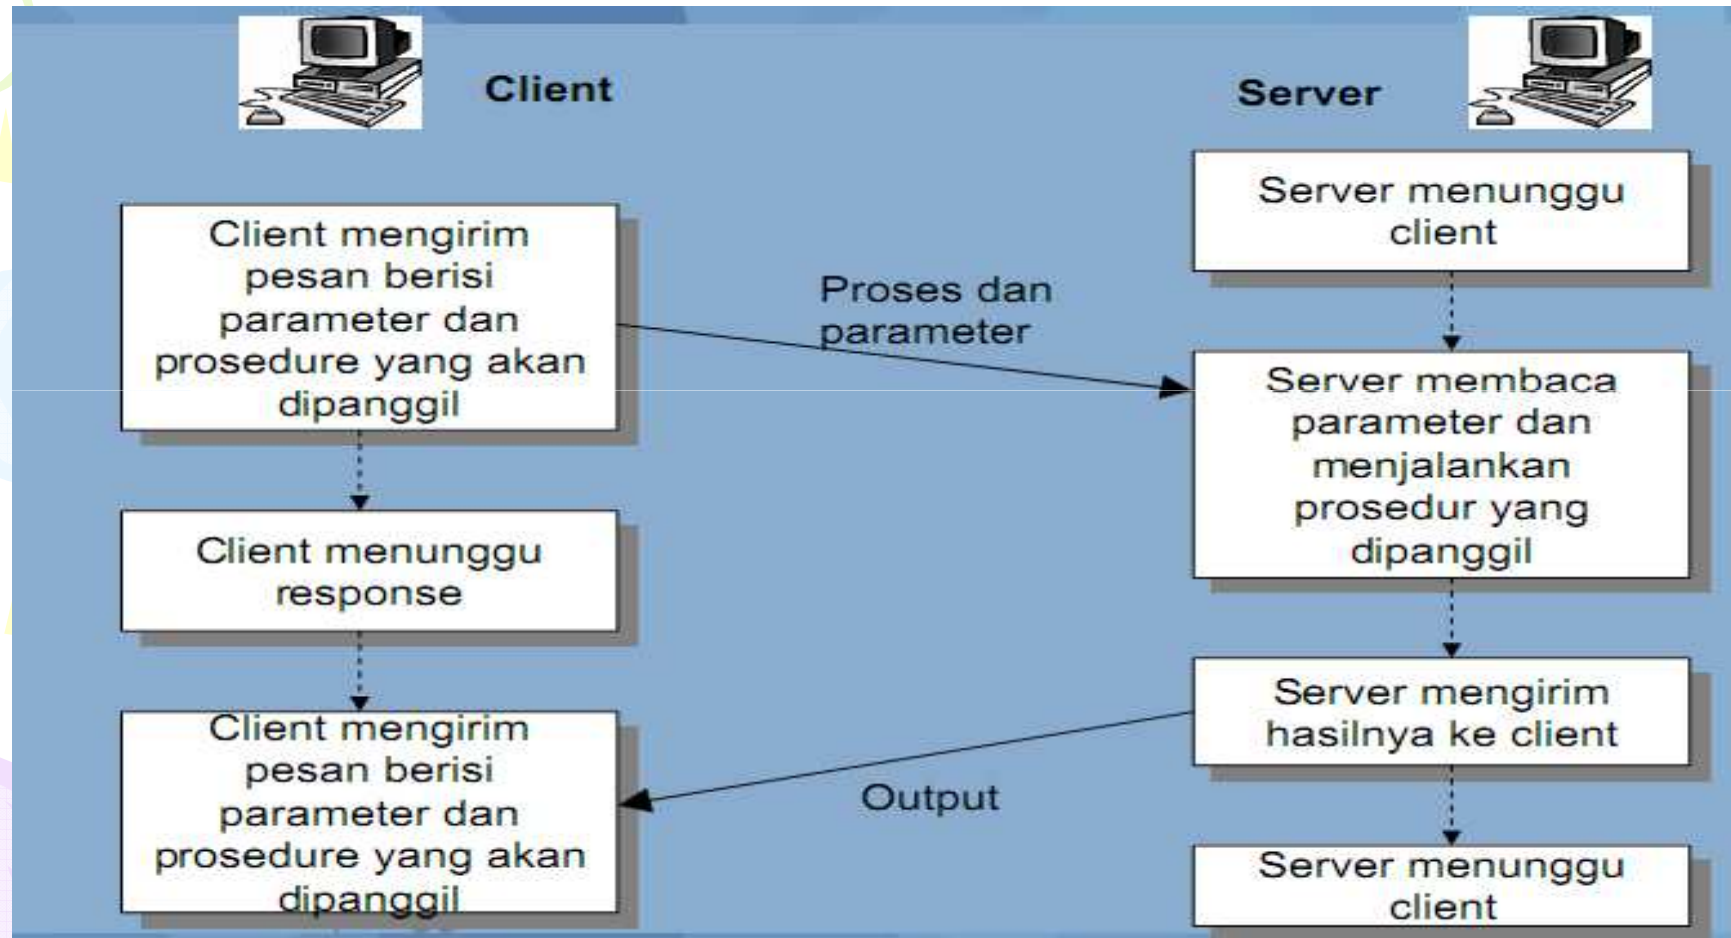 Client
Server
Client mengirim
pesan berisi
parameter dan
prosedure yang akan
dipanggil
Proses dan
parameter
Server menunggu
client
Server membaca
parameter dan
menjalankan
prosedur yang
dipanggil
Client menunggu
response
Client mengirim
pesan berisi
parameter dan
prosedure yang akan
dipanggil
Output
Server mengirim
hasilnya ke client
Server menunggu
client